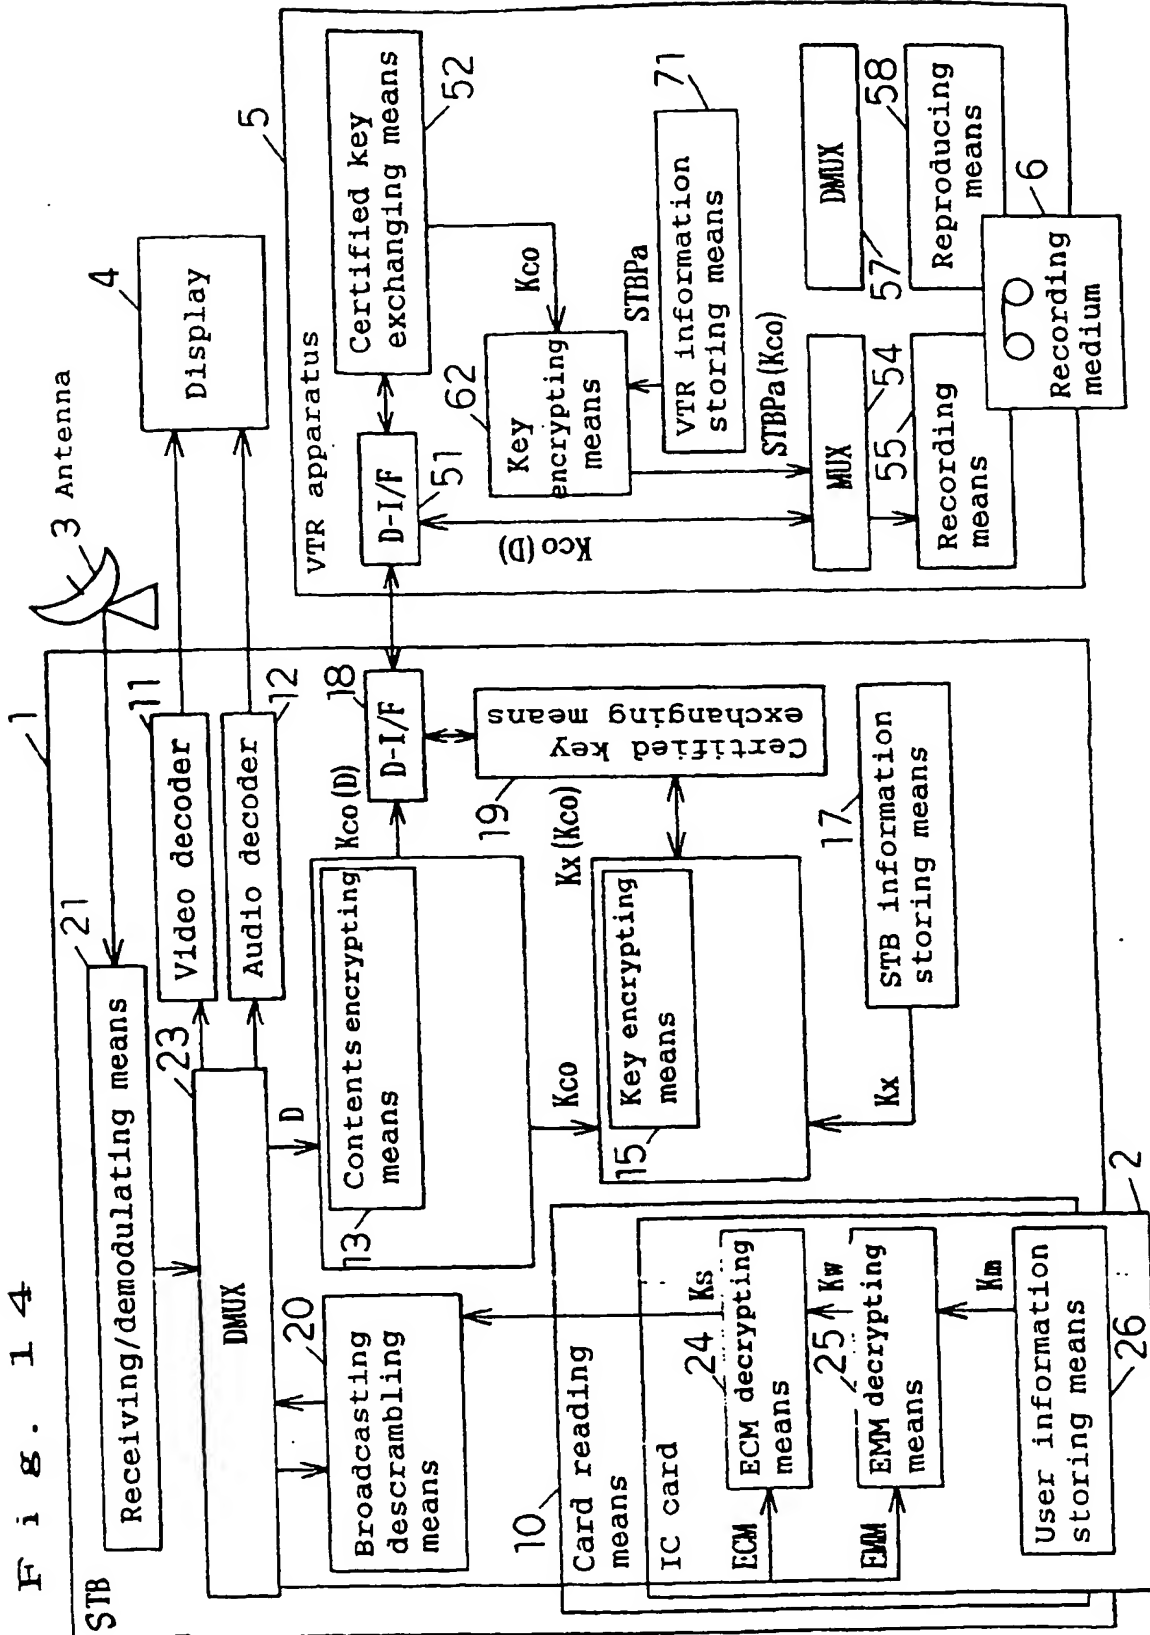 Fig. 14
STB
1
Receiving/demodulating means
21
3 Antenna
4
Display
DMUX
23
Video decoder
11
Audio decoder
12
D
Broadcasting
descrambling
means
20
Contents encrypting
means
13
Kco(D)
D-I/F
18
Certified key
exchanging means
19
Kco
Kx(Kco)
Key encrypting
means
15
Kx
STB information
storing means
17
10
Card reading
means
IC card
2
Ks
ECM
ECM decrypting
means
24
Kw
EMM
EMM decrypting
means
25
Km
User information
storing means
26
5
VTR apparatus
Certified key
exchanging means
52
D-I/F
51
Kco
Key
encrypting
means
62
STBPa
VTR information
storing means
71
Kco(D)
STBPa(Kco)
MUX
54
DMUX
57
Recording
means
55
Reproducing
means
58
Recording
medium
6